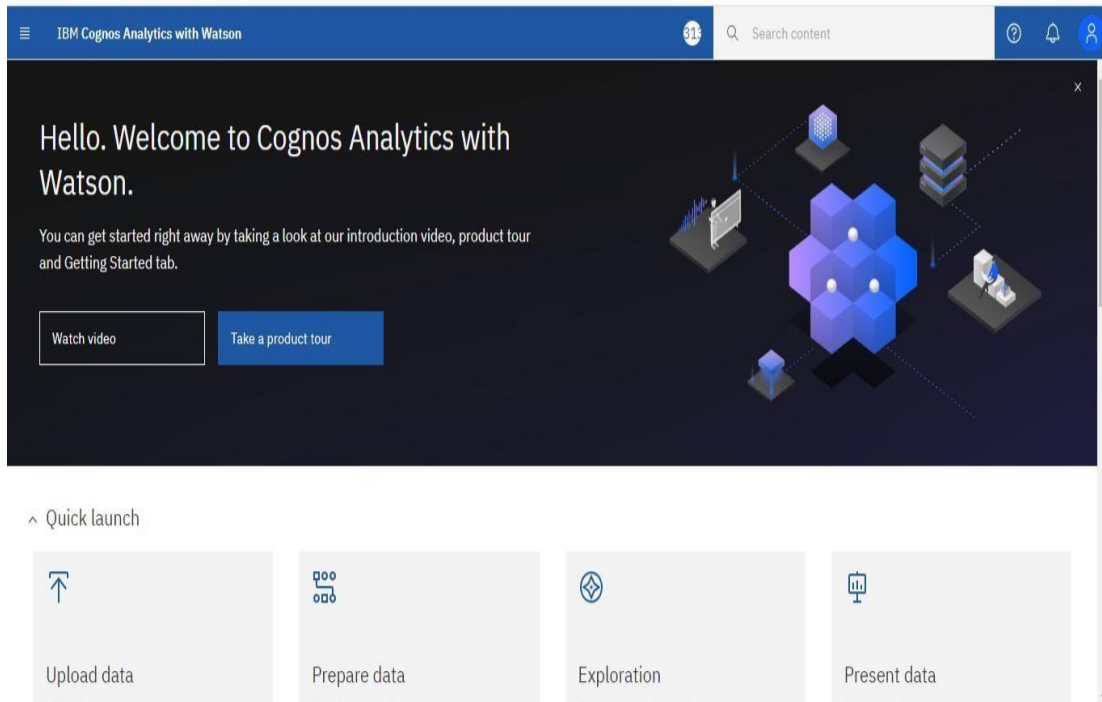 IBM Cognos Analytics with Watson
Search content
Hello. Welcome to Cognos Analytics with
Watson.
You can get started right away by taking a look at our introduction video, product tour
and Getting Started tab.
Watch video
Take a product tour
Quick launch
Upload data
Prepare data
Exploration
Present data